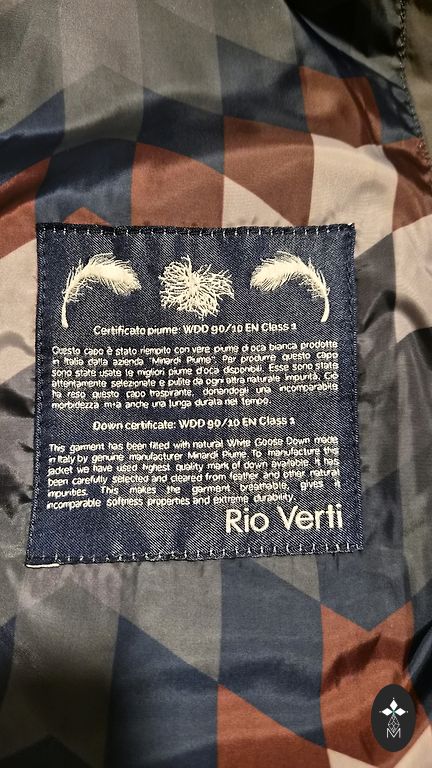 Certificato piume: WDD 90/10 EN Class 1
Questo capo è stato riempito con vere piume di oca bianca prodotte
in Italia dalla azienda "Minardi Piume". Per produrre questo capo
sono state usate le migliori piume d'oca disponibili. Esse sono state
attentamente selezionate e pulite da ogni altra naturale impurità. Ciò
ha reso questo capo traspirante, donandogli una incomparabile
morbidezza ma anche una lunga durata nel tempo.
Down certificate: WDD 90/10 EN Class 1
This garment has been filled with natural White Goose Down made
in Italy by genuine manufacturer Minardi Piume. To manufacture this
jacket we have used highest quality mark of down available. It has
been carefully selected and cleared from feather and other natural
impurities. This makes the garment breathable, gives it
incomparable softness properties and extreme durability.
Rio Verti
M